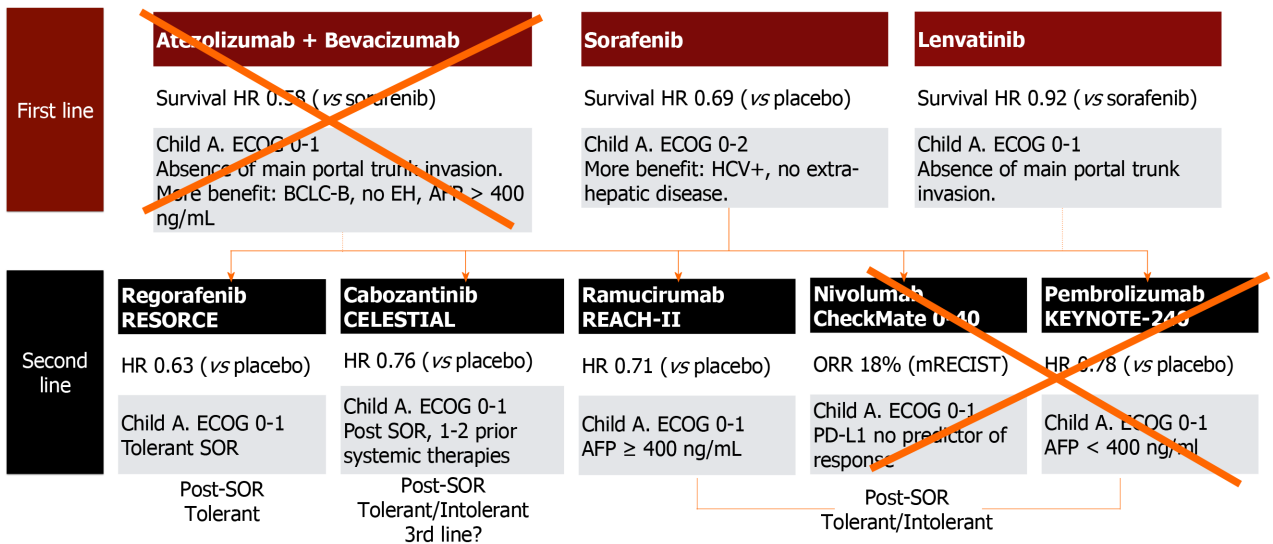 First line
Atezolizumab + Bevacizumab
Survival HR 0.58 (vs sorafenib)
Child A. ECOG 0-1
Absence of main portal trunk invasion.
More benefit: BCLC-B, no EH, AFP > 400
ng/mL
Sorafenib
Survival HR 0.69 (vs placebo)
Child A. ECOG 0-2
More benefit: HCV+, no extra-
hepatic disease.
Lenvatinib
Survival HR 0.92 (vs sorafenib)
Child A. ECOG 0-1
Absence of main portal trunk
invasion.
Second
line
Regorafenib
RESORCE
HR 0.63 (vs placebo)
Child A. ECOG 0-1
Tolerant SOR
Post-SOR
Tolerant
Cabozantinib
CELESTIAL
HR 0.76 (vs placebo)
Child A. ECOG 0-1
Post SOR, 1-2 prior
systemic therapies
Post-SOR
Tolerant/Intolerant
3rd line?
Ramucirumab
REACH-II
HR 0.71 (vs placebo)
Child A. ECOG 0-1
AFP ≥ 400 ng/mL
Nivolumab
CheckMate 0-40
ORR 18% (mRECIST)
Child A. ECOG 0-1
PD-L1 no predictor of
response
Pembrolizumab
KEYNOTE-240
HR 0.78 (vs placebo)
Child A. ECOG 0-1
AFP < 400 ng/ml
Post-SOR
Tolerant/Intolerant